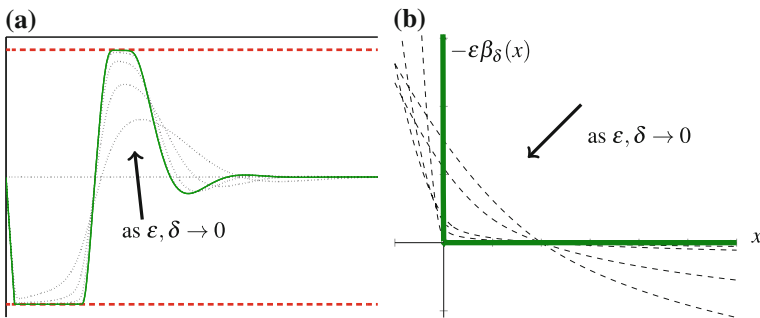 (a)
as ε, δ → 0
(b)
−εβ_δ(x)
as ε, δ → 0
x